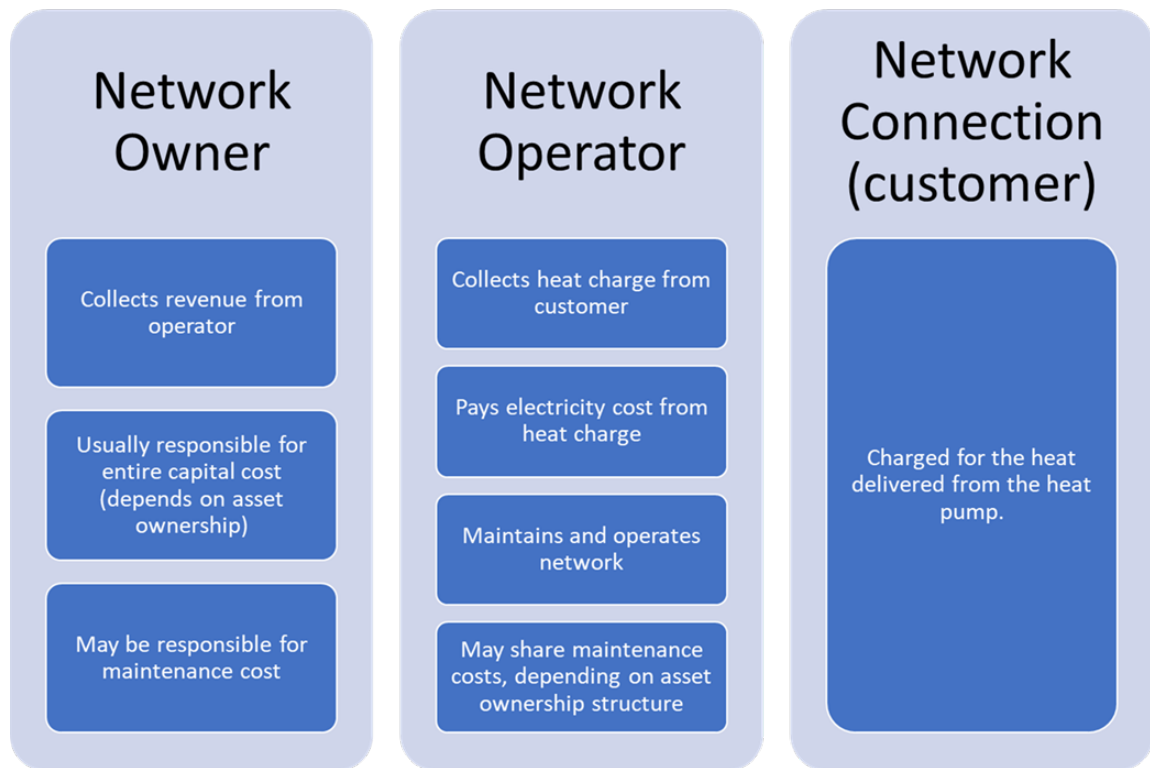 Network
Owner
Collects revenue from
operator
Usually responsible for
entire capital cost
(depends on asset
ownership)
May be responsible for
maintenance cost
Network
Operator
Collects heat charge from
customer
Pays electricity cost from
heat charge
Maintains and operates
network
May share maintenance
costs, depending on asset
ownership structure
Network
Connection
(customer)
Charged for the heat
delivered from the heat
pump.